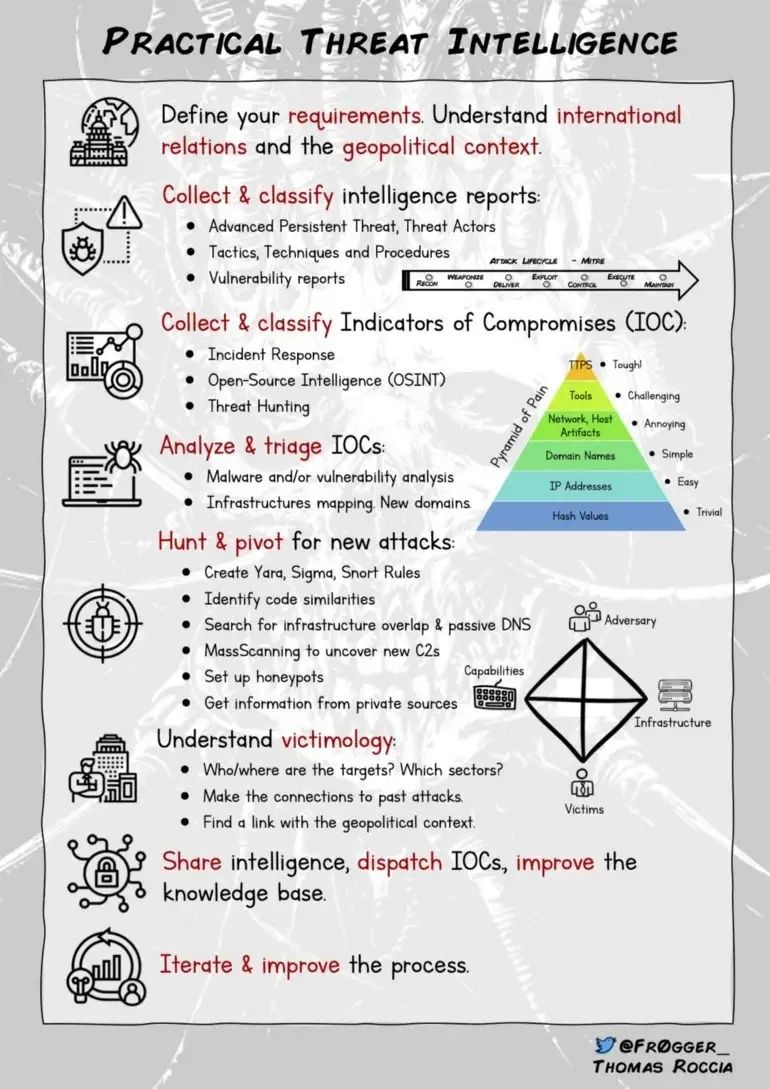 PRACTICAL THREAT INTELLIGENCE
Define your requirements. Understand international
relations and the geopolitical context.
Collect & classify intelligence reports:
• Advanced Persistent Threat, Threat Actors
• Tactics, Techniques and Procedures
• Vulnerability reports
ATTACK LIFECYCLE - MITRE
RECON
WEAPONIZE
DELIVER
EXPLOIT
CONTROL
EXECUTE
MAINTAIN
Collect & classify Indicators of Compromises (IOC):
• Incident Response
• Open-Source Intelligence (OSINT)
• Threat Hunting
Pyramid of Pain
TTPS • Tough!
Tools • Challenging
Network, Host
Artifacts • Annoying
Domain Names • Simple
IP Addresses • Easy
Hash Values • Trivial
Analyze & triage IOCs:
• Malware and/or vulnerability analysis
• Infrastructures mapping. New domains.
Hunt & pivot for new attacks:
• Create Yara, Sigma, Snort Rules
• Identify code similarities
• Search for infrastructure overlap & passive DNS
• MassScanning to uncover new C2s
• Set up honeypots
• Get information from private sources
Adversary
Capabilities
Infrastructure
Victims
Understand victimology:
• Who/where are the targets? Which sectors?
• Make the connections to past attacks.
• Find a link with the geopolitical context.
Share intelligence, dispatch IOCs., improve the
knowledge base.
Iterate & improve the process.
@FR0GGER_
THOMAS ROCCIA